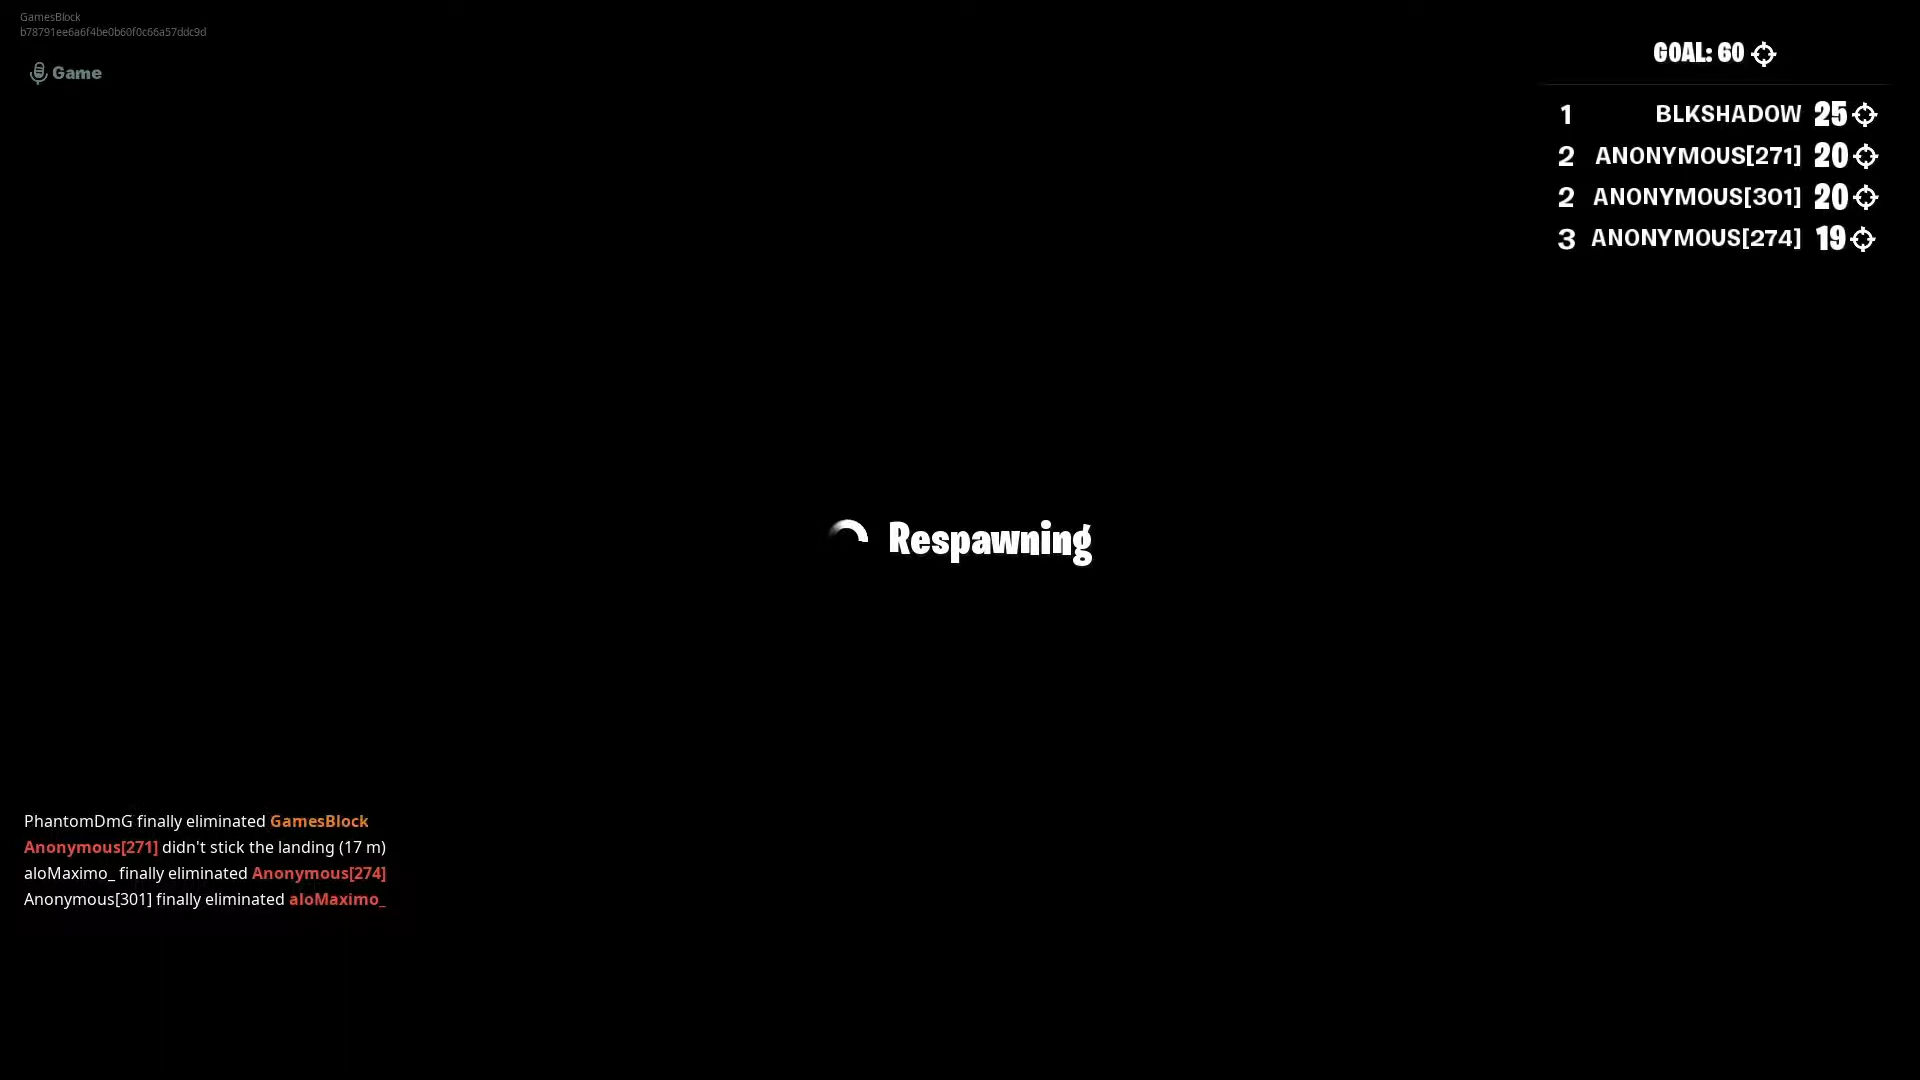 GamesBlock
b78791ee6a6f4be0b60f0c66a57ddc9d
Game
GOAL: 60
1 BLKSHADOW 25
2 ANONYMOUS[271] 20
2 ANONYMOUS[301] 20
3 ANONYMOUS[274] 19
Respawning
PhantomDmG finally eliminated GamesBlock
Anonymous[271] didn't stick the landing (17 m)
aloMaximo_ finally eliminated Anonymous[274]
Anonymous[301] finally eliminated aloMaximo_